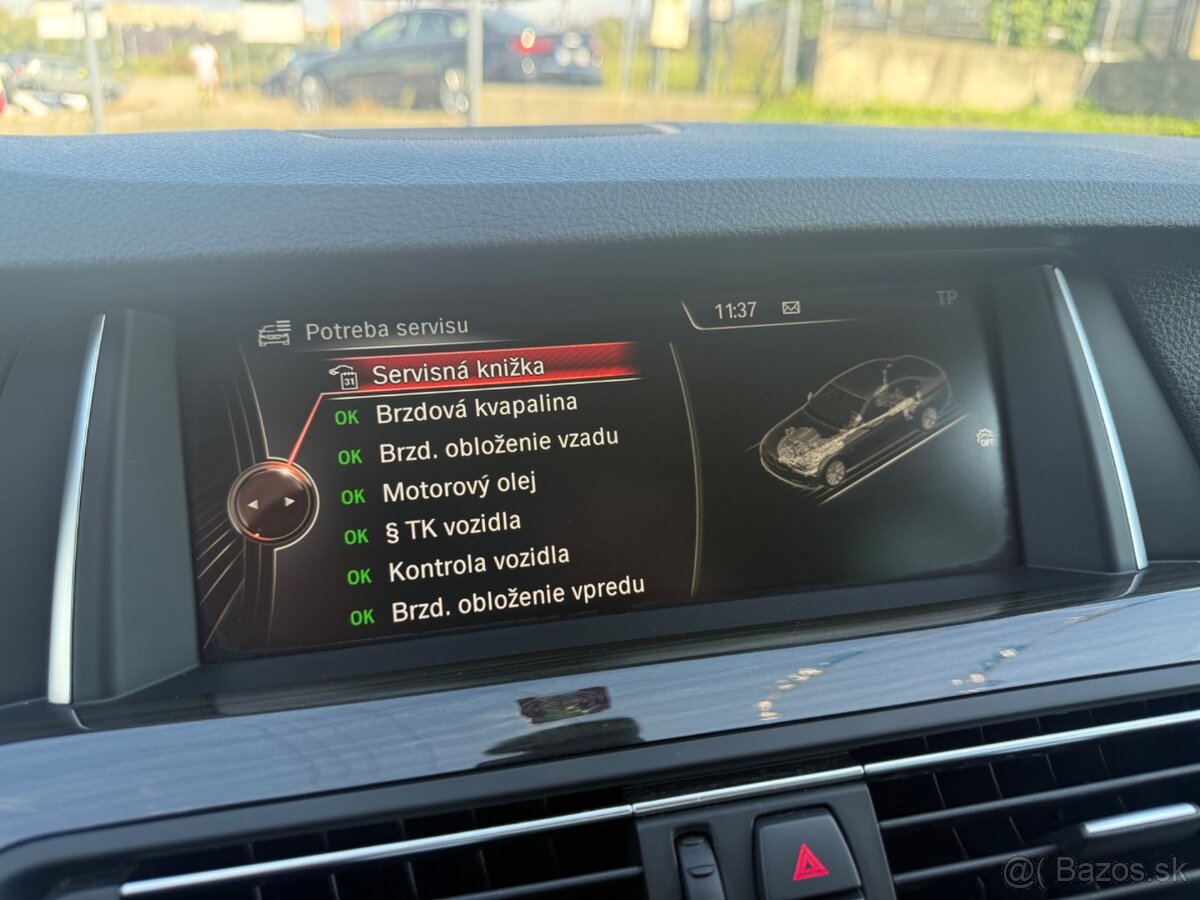 Potreba servisu
11:37
TP
31 Servisná knižka
OK Brzdová kvapalina
OK Brzd. obloženie vzadu
OK Motorový olej
OK § TK vozidla
OK Kontrola vozidla
OK Brzd. obloženie vpredu
OPT
@( Bazos.sk